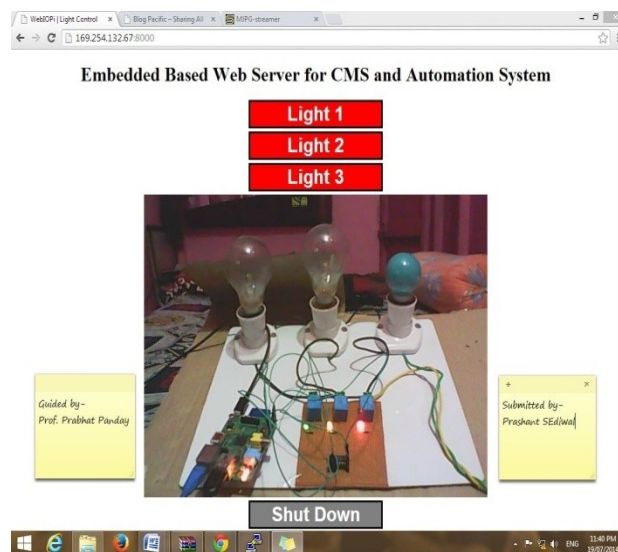 WebIOPi | Light Control
Blog Pacific – Sharing All
MJPG-streamer
169.254.132.67:8000
Embedded Based Web Server for CMS and Automation System
Light 1
Light 2
Light 3
Guided by-
Prof. Prabhat Panday
Submitted by-
Prashant SEdiwal
Shut Down
ENG
11:40 PM